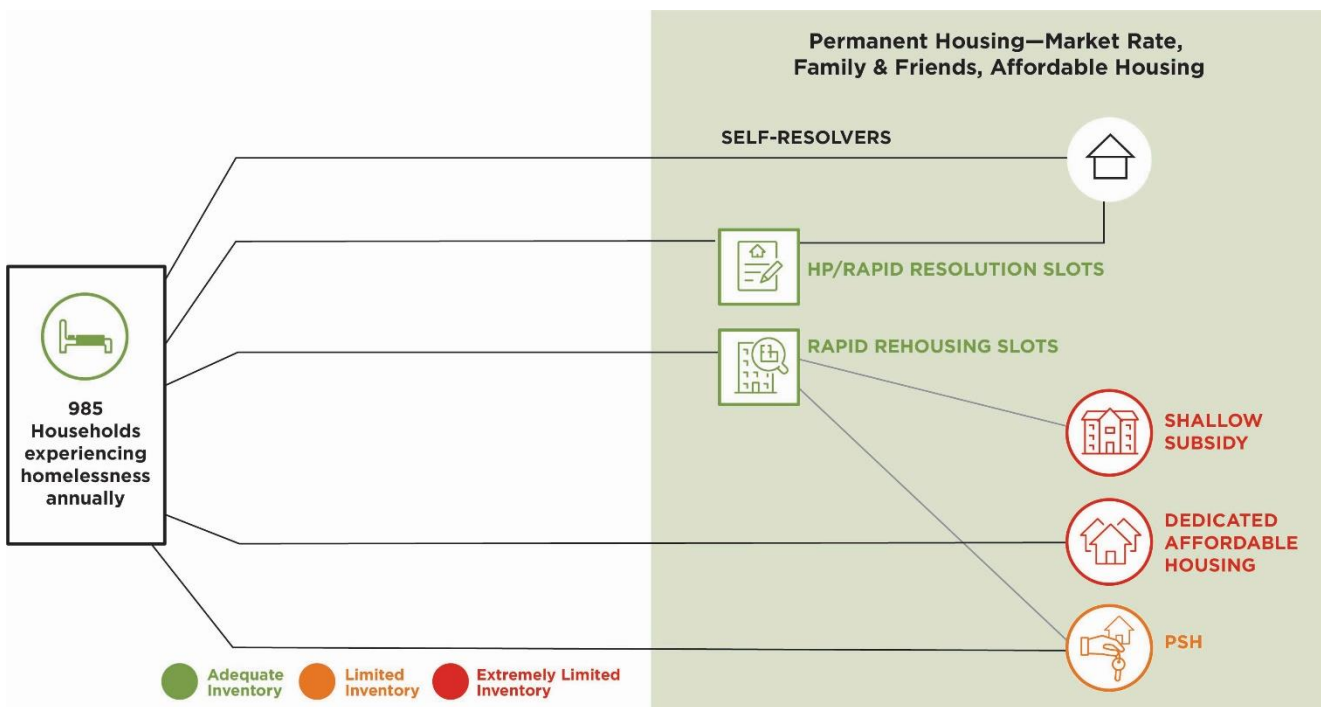 Permanent Housing—Market Rate,
Family & Friends, Affordable Housing
SELF-RESOLVERS
HP/RAPID RESOLUTION SLOTS
RAPID REHOUSING SLOTS
985
Households
experiencing
homelessness
annually
SHALLOW
SUBSIDY
DEDICATED
AFFORDABLE
HOUSING
PSH
Adequate
Inventory
Limited
Inventory
Extremely Limited
Inventory